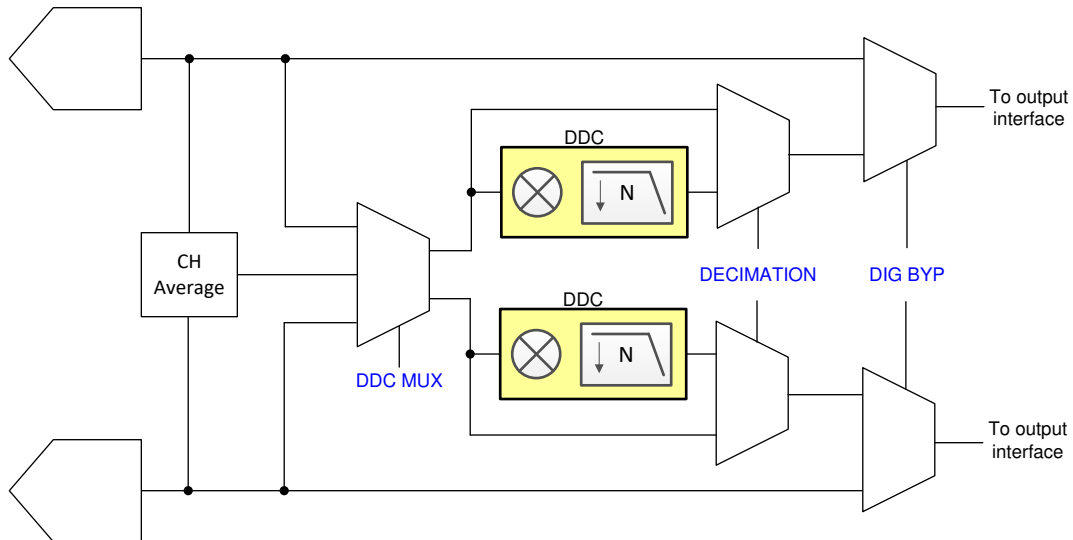 To output
interface
DDC
N
CH
Average
DECIMATION
DIG BYP
DDC
N
DDC MUX
To output
interface